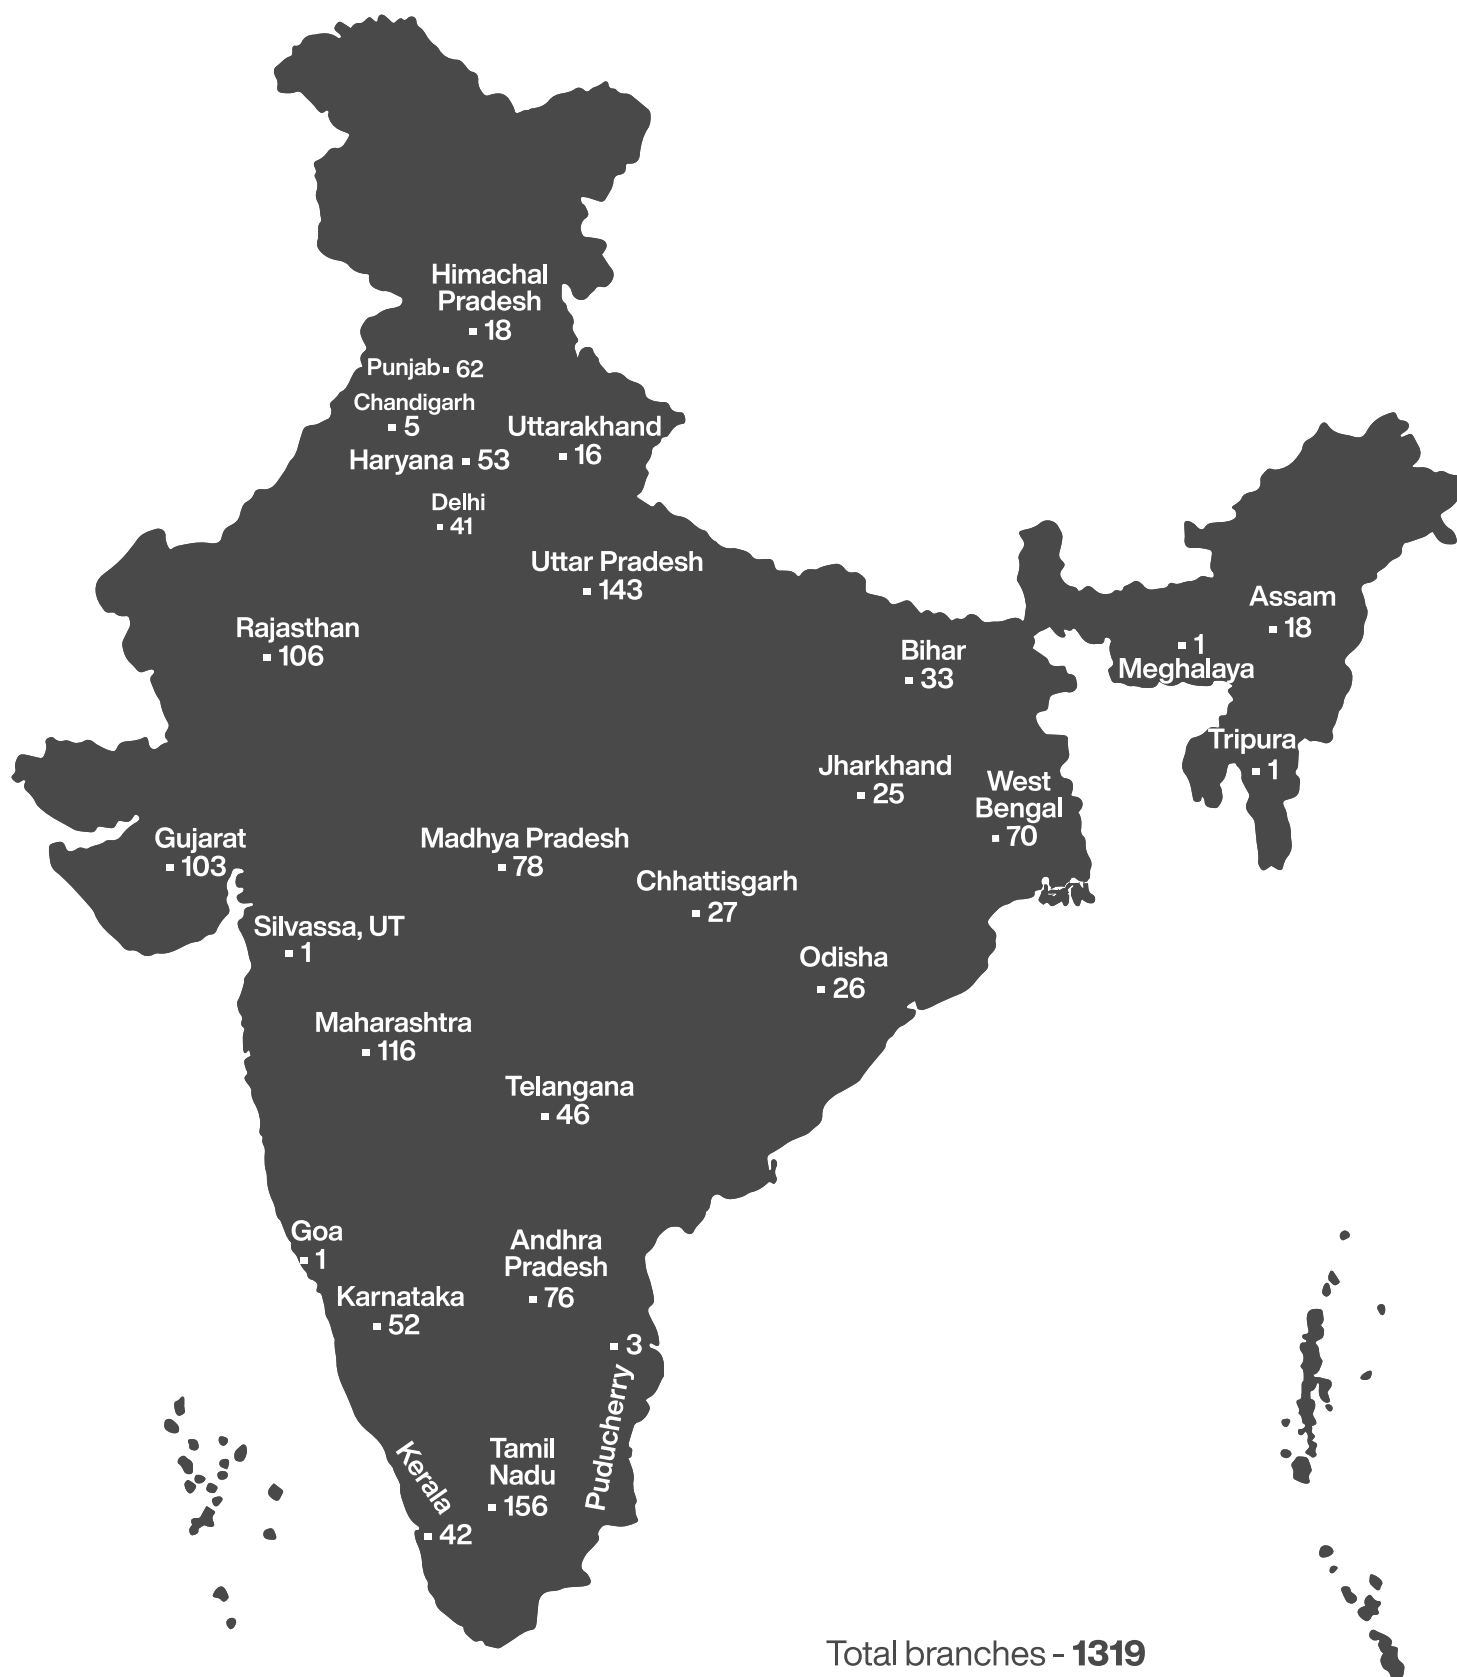 Himachal
Pradesh
18
Punjab 62
Chandigarh
5
Uttarakhand
16
Haryana 53
Delhi
41
Uttar Pradesh
143
Assam
18
1
Meghalaya
Rajasthan
106
Bihar
33
Tripura
1
Jharkhand
25
West
Bengal
70
Gujarat
103
Madhya Pradesh
78
Chhattisgarh
27
Silvassa, UT
1
Odisha
26
Maharashtra
116
Telangana
46
Goa
1
Andhra
Pradesh
76
Karnataka
52
3
Puducherry
Kerala
42
Tamil
Nadu
156
Total branches - 1319